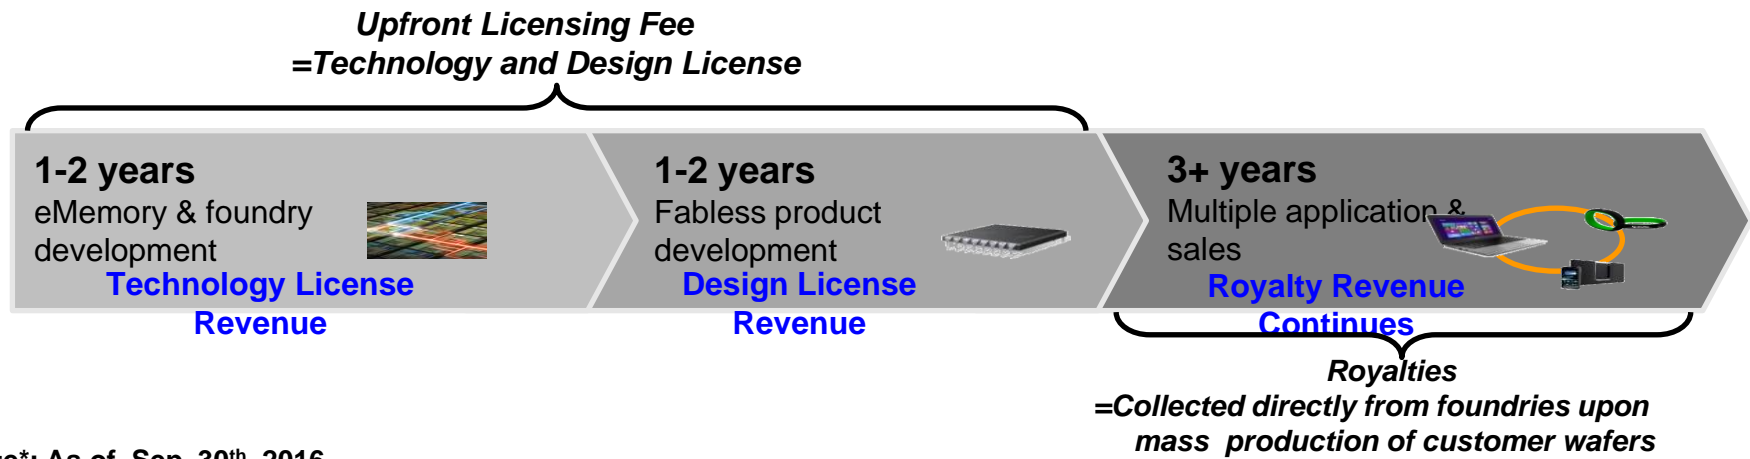 Upfront Licensing Fee
=Technology and Design License
1-2 years
eMemory & foundry
development
Technology License
Revenue
1-2 years
Fabless product
development
Design License
Revenue
3+ years
Multiple application &
sales
Royalty Revenue
Continues
Royalties
=Collected directly from foundries upon
mass production of customer wafers
As of Sep. 30th, 2016